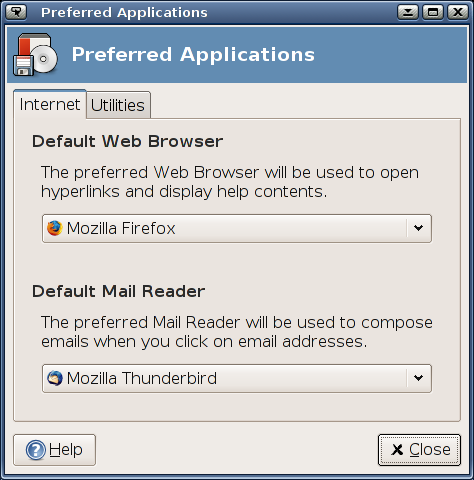 Preferred Applications
Preferred Applications
Internet Utilities
Default Web Browser
The preferred Web Browser will be used to open
hyperlinks and display help contents.
Mozilla Firefox
Default Mail Reader
The preferred Mail Reader will be used to compose
emails when you click on email addresses.
Mozilla Thunderbird
Help Close